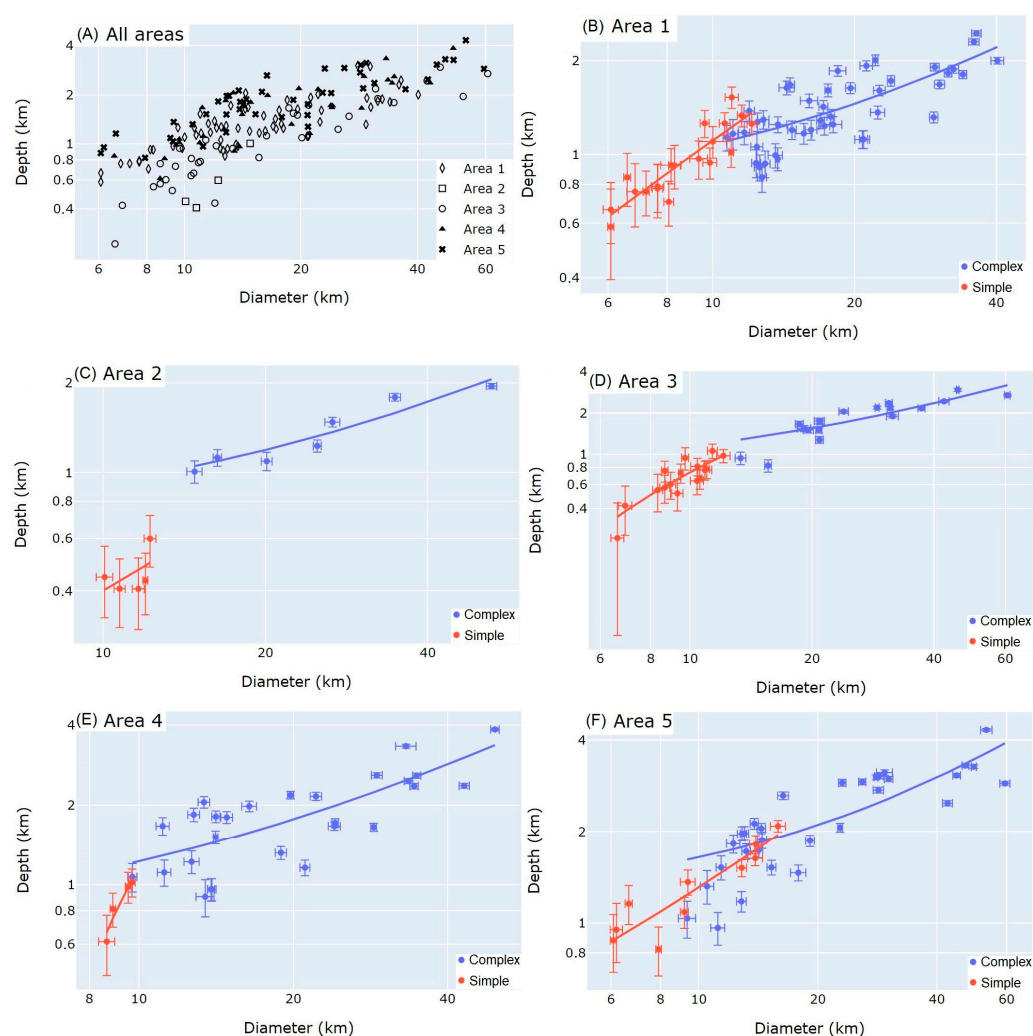 (A) All areas
4
2
1
0.8
0.6
0.4
Depth (km)
6
8
10
20
40
60
Diameter (km)
Area 1
Area 2
Area 3
Area 4
Area 5
(B) Area 1
2
1
0.8
0.6
0.4
Depth (km)
6
8
10
20
40
Diameter (km)
Complex
Simple
(C) Area 2
2
1
0.8
0.6
0.4
Depth (km)
10
20
40
Diameter (km)
Complex
Simple
(D) Area 3
4
2
1
0.8
0.6
0.4
Depth (km)
6
8
10
20
40
60
Diameter (km)
Complex
Simple
(E) Area 4
4
2
1
0.8
0.6
Depth (km)
8
10
20
40
Diameter (km)
Complex
Simple
(F) Area 5
4
2
1
0.8
Depth (km)
6
8
10
20
40
60
Diameter (km)
Complex
Simple